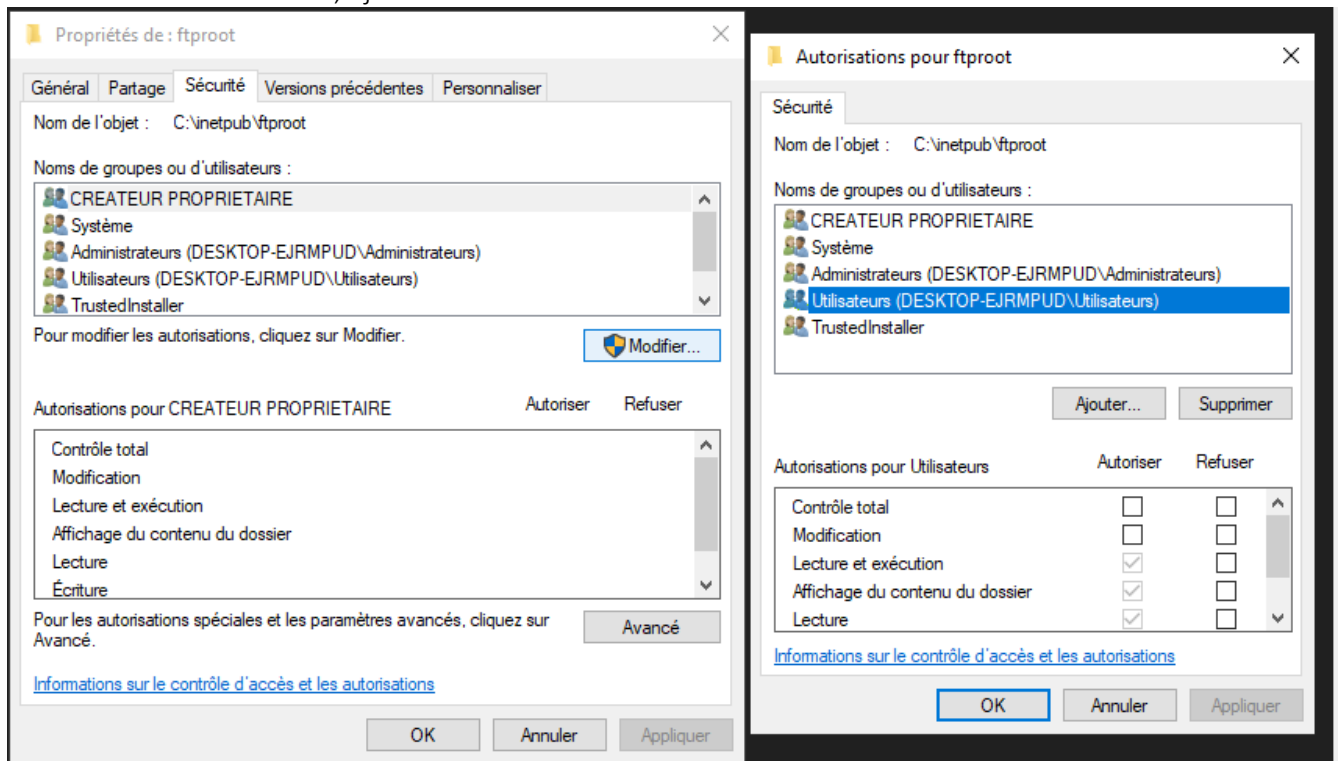 Propriétés de : ftproot
Général Partage Sécurité Versions précédentes Personnaliser
Nom de l'objet : C:\inetpub\ftproot
Noms de groupes ou d'utilisateurs :
CREATEUR PROPRIETAIRE
Système
Administrateurs (DESKTOP-EJRMPUD\Administrateurs)
Utilisateurs (DESKTOP-EJRMPUD\Utilisateurs)
TrustedInstaller
Pour modifier les autorisations, cliquez sur Modifier.
Modifier...
Autorisations pour CREATEUR PROPRIETAIRE Autoriser Refuser
Contrôle total
Modification
Lecture et exécution
Affichage du contenu du dossier
Lecture
Écriture
Pour les autorisations spéciales et les paramètres avancés, cliquez sur
Avancé.
Avancé
Informations sur le contrôle d'accès et les autorisations
OK Annuler Appliquer
Autorisations pour ftproot
Sécurité
Nom de l'objet : C:\inetpub\ftproot
Noms de groupes ou d'utilisateurs :
CREATEUR PROPRIETAIRE
Système
Administrateurs (DESKTOP-EJRMPUD\Administrateurs)
Utilisateurs (DESKTOP-EJRMPUD\Utilisateurs)
TrustedInstaller
Ajouter... Supprimer
Autorisations pour Utilisateurs Autoriser Refuser
Contrôle total
Modification
Lecture et exécution
Affichage du contenu du dossier
Lecture
Informations sur le contrôle d'accès et les autorisations
OK Annuler Appliquer